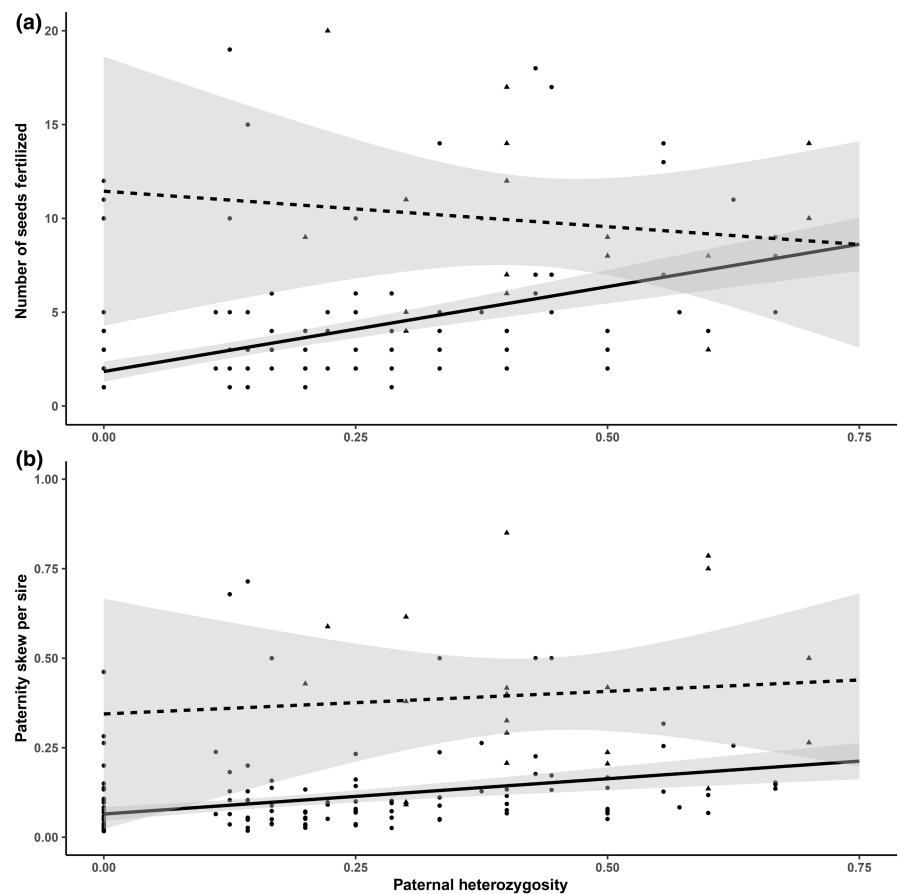 (a)
Number of seeds fertilized
20
15
10
5
0
0.00 0.25 0.50 0.75
(b)
Paternity skew per sire
1.00
0.75
0.50
0.25
0.00
0.00 0.25 0.50 0.75
Paternal heterozygosity